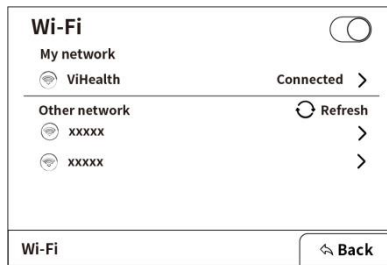 Wi-Fi
My network
ViHealth Connected
Other network Refresh
xxxxx
xxxxx
Wi-Fi Back